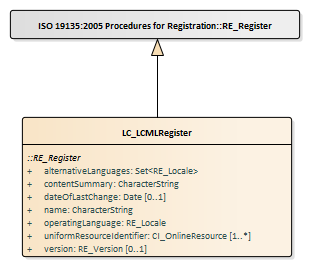 ISO 19135:2005 Procedures for Registration::RE_Register
LC_LCMLRegister
::RE_Register
+ alternativeLanguages: Set<RE_Locale>
+ contentSummary: CharacterString
+ dateOfLastChange: Date [0..1]
+ name: CharacterString
+ operatingLanguage: RE_Locale
+ uniformResourceIdentifier: CI_OnlineResource [1..*]
+ version: RE_Version [0..1]